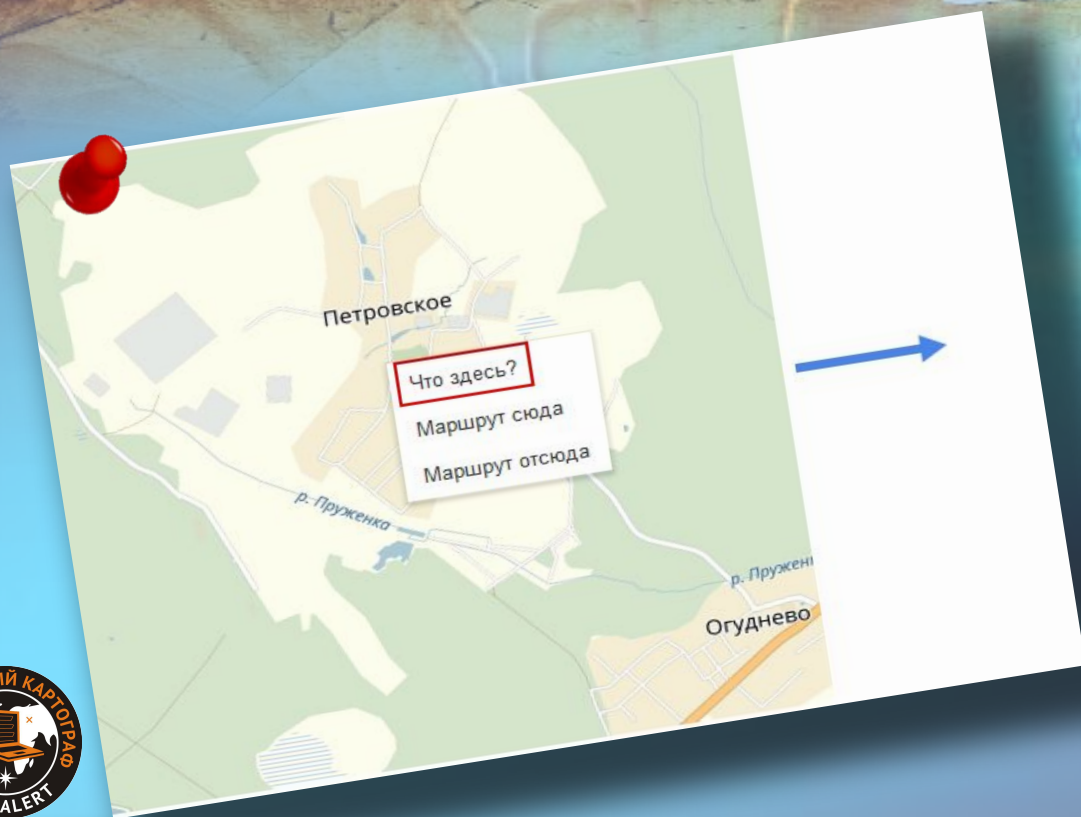 Петровское
Что здесь?
Маршрут сюда
Маршрут отсюда
р. Пруженка
р. Пружен
Огуднево
КАРТОГРАФ
ALERT